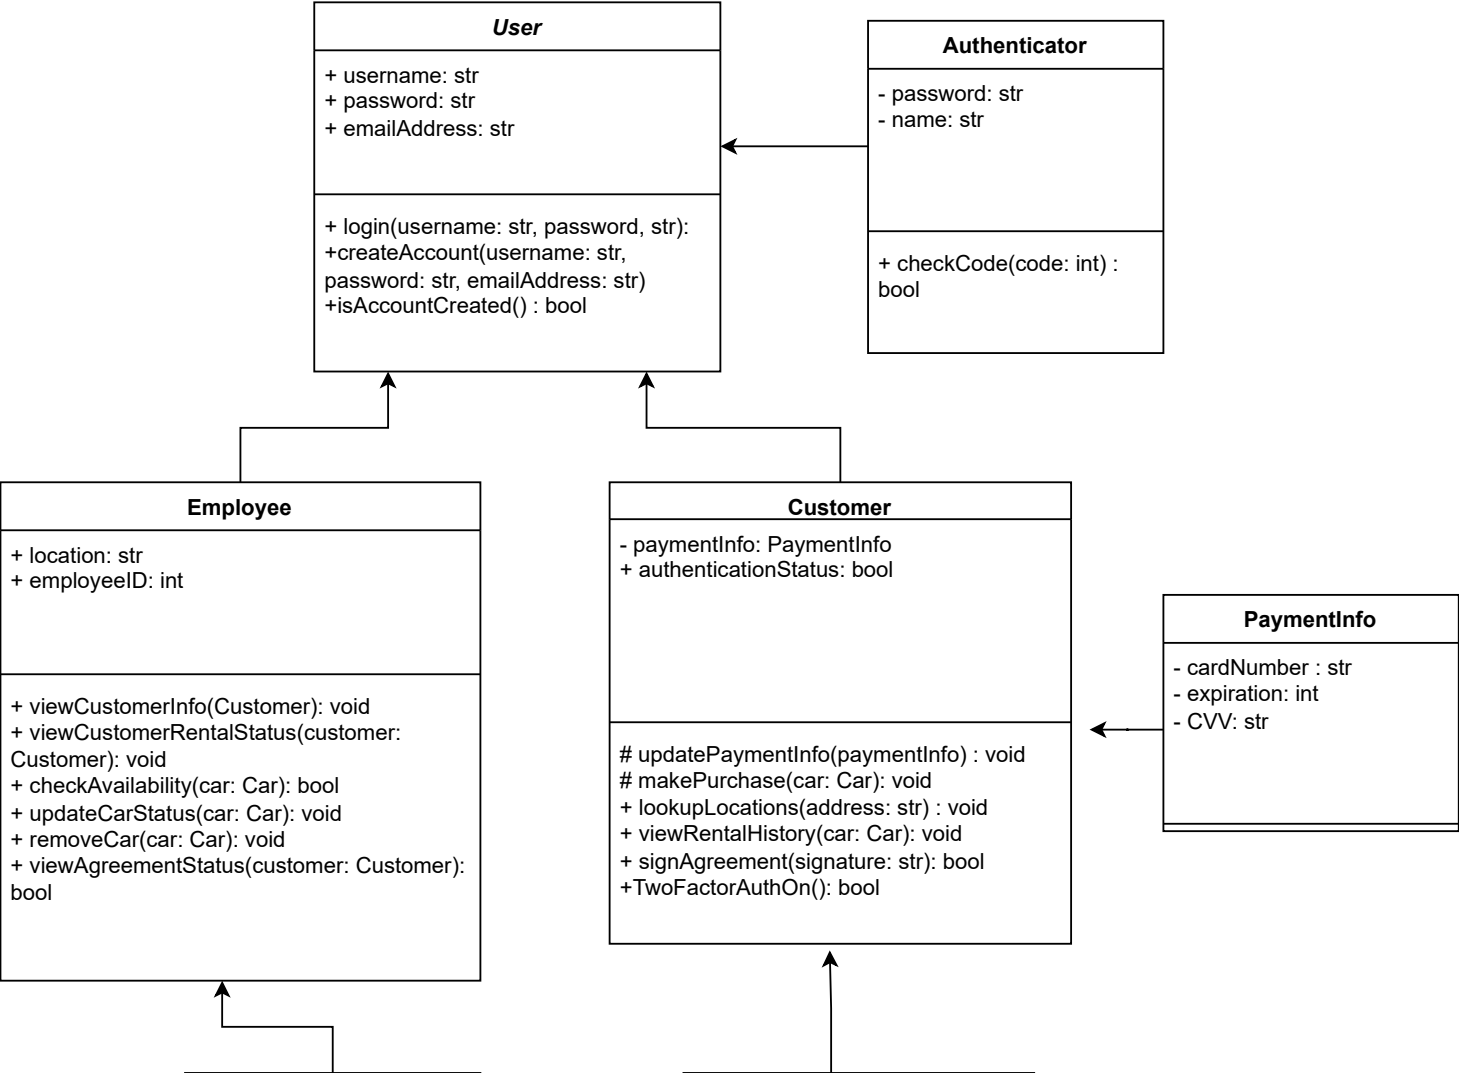 User
+ username: str
+ password: str
+ emailAddress: str
+ login(username: str, password, str):
+createAccount(username: str,
password: str, emailAddress: str)
+isAccountCreated() : bool
Authenticator
- password: str
- name: str
+ checkCode(code: int) :
bool
Employee
+ location: str
+ employeeID: int
+ viewCustomerInfo(Customer): void
+ viewCustomerRentalStatus(customer:
Customer): void
+ checkAvailability(car: Car): bool
+ updateCarStatus(car: Car): void
+ removeCar(car: Car): void
+ viewAgreementStatus(customer: Customer):
bool
Customer
- paymentInfo: PaymentInfo
+ authenticationStatus: bool
# updatePaymentInfo(paymentInfo) : void
# makePurchase(car: Car): void
+ lookupLocations(address: str) : void
+ viewRentalHistory(car: Car): void
+ signAgreement(signature: str): bool
+TwoFactorAuthOn(): bool
PaymentInfo
- cardNumber : str
- expiration: int
- CVV: str